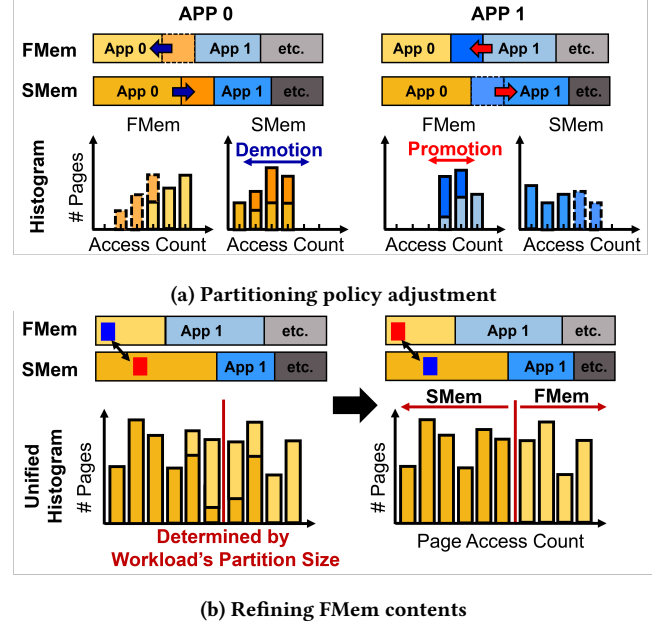 APP 0
APP 1
FMem
App 0
App 1
etc.
App 0
App 1
etc.
SMem
App 0
App 1
etc.
App 1
etc.
FMem
SMem
FMem
SMem
Demotion
Promotion
Histogram
# Pages
Access Count
Access Count
Access Count
Access Count
(a) Partitioning policy adjustment
FMem
App 1
etc.
App 1
etc.
SMem
App 1
etc.
App 1
etc.
SMem
FMem
Unified
Histogram
# Pages
# Pages
Determined by
Workload's Partition Size
Page Access Count
(b) Refining FMem contents